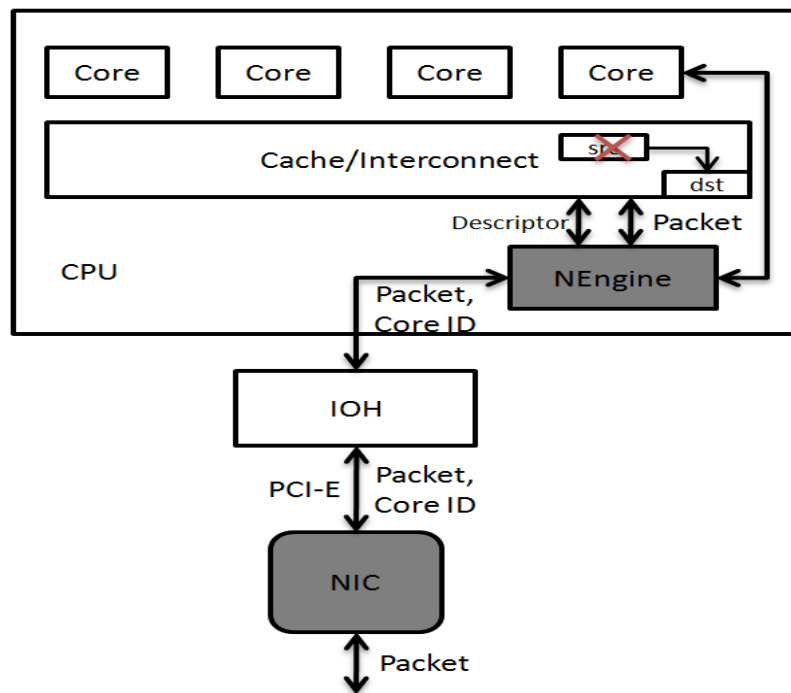 Core Core Core Core
Cache/Interconnect
dst
Descriptor Packet
CPU
NEngine
Packet,
Core ID
IOH
PCI-E
Packet,
Core ID
NIC
Packet